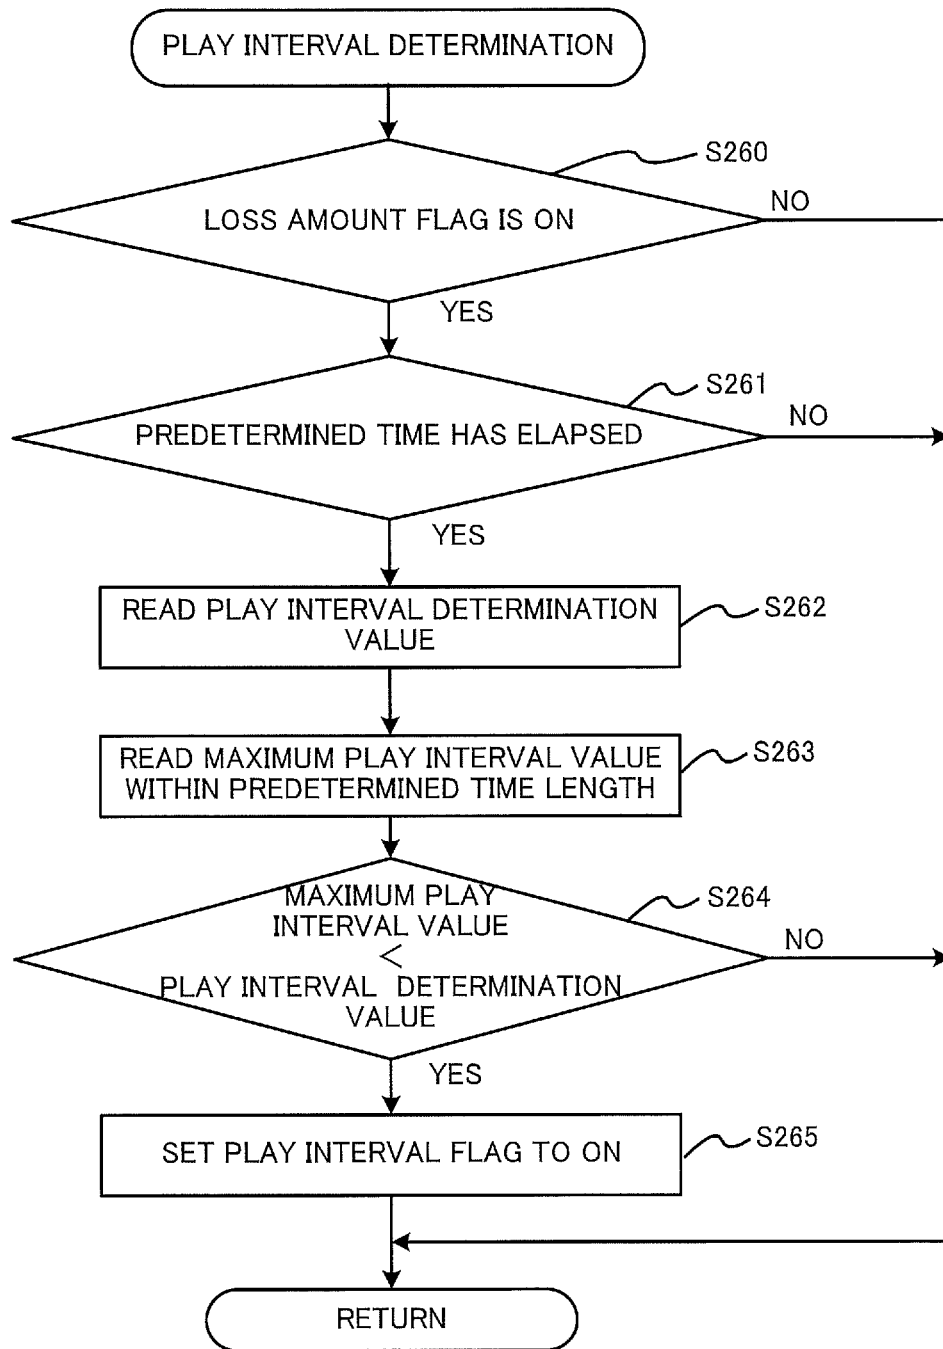 PLAY INTERVAL DETERMINATION
S260
LOSS AMOUNT FLAG IS ON
NO
YES
S261
PREDETERMINED TIME HAS ELAPSED
NO
YES
READ PLAY INTERVAL DETERMINATION
VALUE
S262
READ MAXIMUM PLAY INTERVAL VALUE
WITHIN PREDETERMINED TIME LENGTH
S263
MAXIMUM PLAY
INTERVAL VALUE
<
PLAY INTERVAL DETERMINATION
VALUE
S264
NO
YES
SET PLAY INTERVAL FLAG TO ON
S265
RETURN